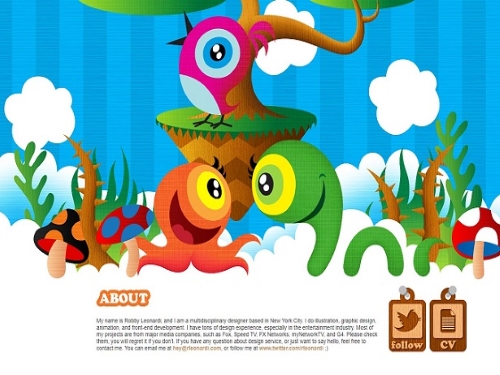 ABOUT
My name is Robby Leonardi and I am a multidisciplinary designer based in New York City. I do illustration, graphic design,
animation, and front-end development. I have tons of design experience, especially in the entertainment industry. Most of
my projects are from major media companies, such as Fox, Speed TV, FX Networks, myNetworkTV, and G4. Please check
them, you will regret it if you don't. If you have any question about design service, or just want to say hello, feel free to
contact me. You can email me at hey@rleonardi.com, or follow me at www.twitter.com/rleonardi ;)
follow
CV